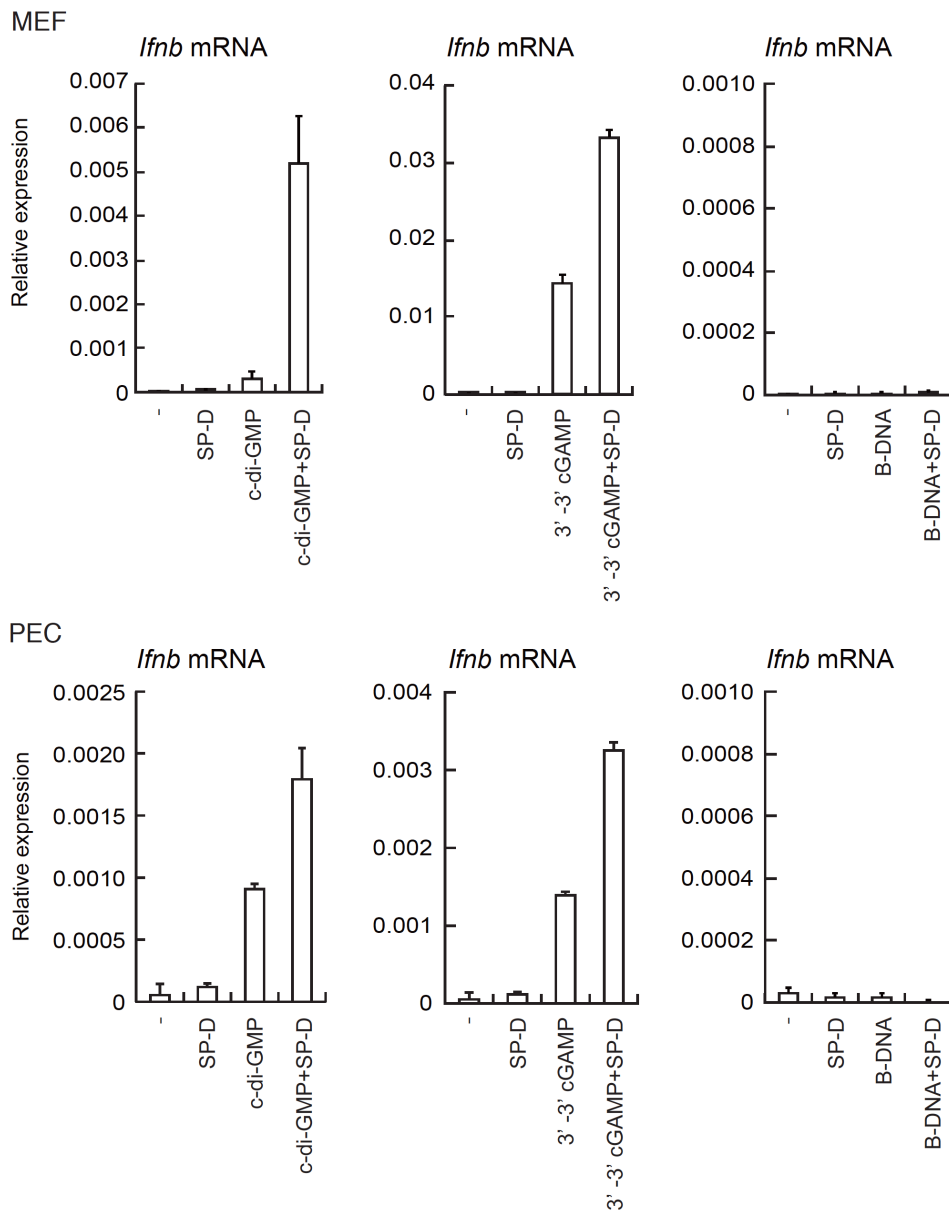 MEF
Ifnb mRNA
Relative expression
0.007
0.006
0.005
0.004
0.003
0.002
0.001
0
-
SP-D
c-di-GMP
c-di-GMP+SP-D
Ifnb mRNA
0.04
0.03
0.02
0.01
0
-
SP-D
3' -3' cGAMP
3' -3' cGAMP+SP-D
Ifnb mRNA
0.0010
0.0008
0.0006
0.0004
0.0002
0
-
SP-D
B-DNA
B-DNA+SP-D
PEC
Ifnb mRNA
Relative expression
0.0025
0.0020
0.0015
0.0010
0.0005
0
-
SP-D
c-di-GMP
c-di-GMP+SP-D
Ifnb mRNA
0.004
0.003
0.002
0.001
0
-
SP-D
3' -3' cGAMP
3' -3' cGAMP+SP-D
Ifnb mRNA
0.0010
0.0008
0.0006
0.0004
0.0002
0
-
SP-D
B-DNA
B-DNA+SP-D